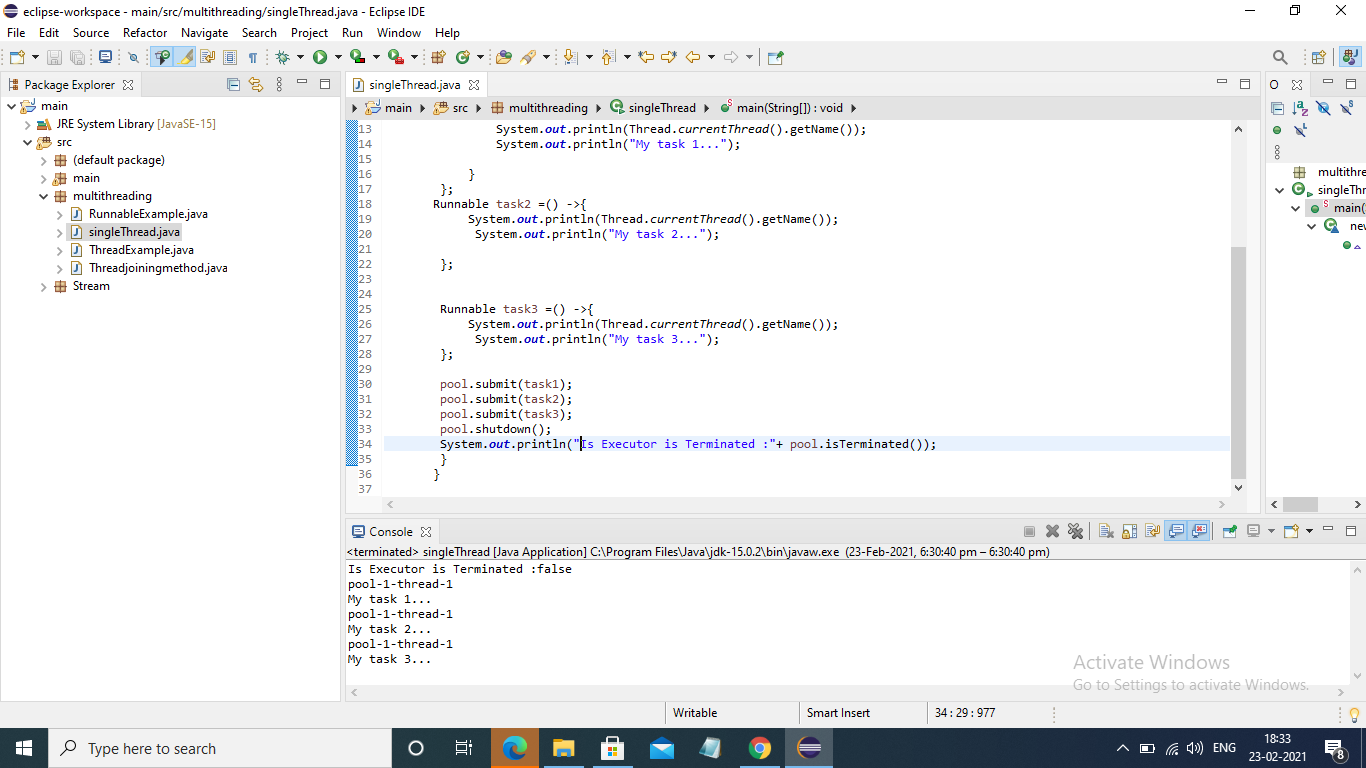 eclipse-workspace - main/src/multithreading/singleThread.java - Eclipse IDE
File Edit Source Refactor Navigate Search Project Run Window Help
Package Explorer
main
JRE System Library [JavaSE-15]
src
(default package)
main
multithreading
RunnableExample.java
singleThread.java
ThreadExample.java
Threadjoiningmethod.java
Stream
singleThread.java
main src multithreading singleThread main(String[]) : void
13 System.out.println(Thread.currentThread().getName());
14 System.out.println("My task 1...");
15
16 }
17 };
18 Runnable task2 =() ->{
19 System.out.println(Thread.currentThread().getName());
20 System.out.println("My task 2...");
21
22 };
23
24
25 Runnable task3 =() ->{
26 System.out.println(Thread.currentThread().getName());
27 System.out.println("My task 3...");
28 };
29
30 pool.submit(task1);
31 pool.submit(task2);
32 pool.submit(task3);
33 pool.shutdown();
34 System.out.println("Is Executor is Terminated :"+ pool.isTerminated());
35 }
36 }
37
O
multithre
singleThr
main(
nev
Console
<terminated> singleThread [Java Application] C:\Program Files\Java\jdk-15.0.2\bin\javaw.exe (23-Feb-2021, 6:30:40 pm – 6:30:40 pm)
Is Executor is Terminated :false
pool-1-thread-1
My task 1...
pool-1-thread-1
My task 2...
pool-1-thread-1
My task 3...
Activate Windows
Go to Settings to activate Windows.
Writable Smart Insert 34 : 29 : 977
Type here to search
ENG
18:33
23-02-2021
8